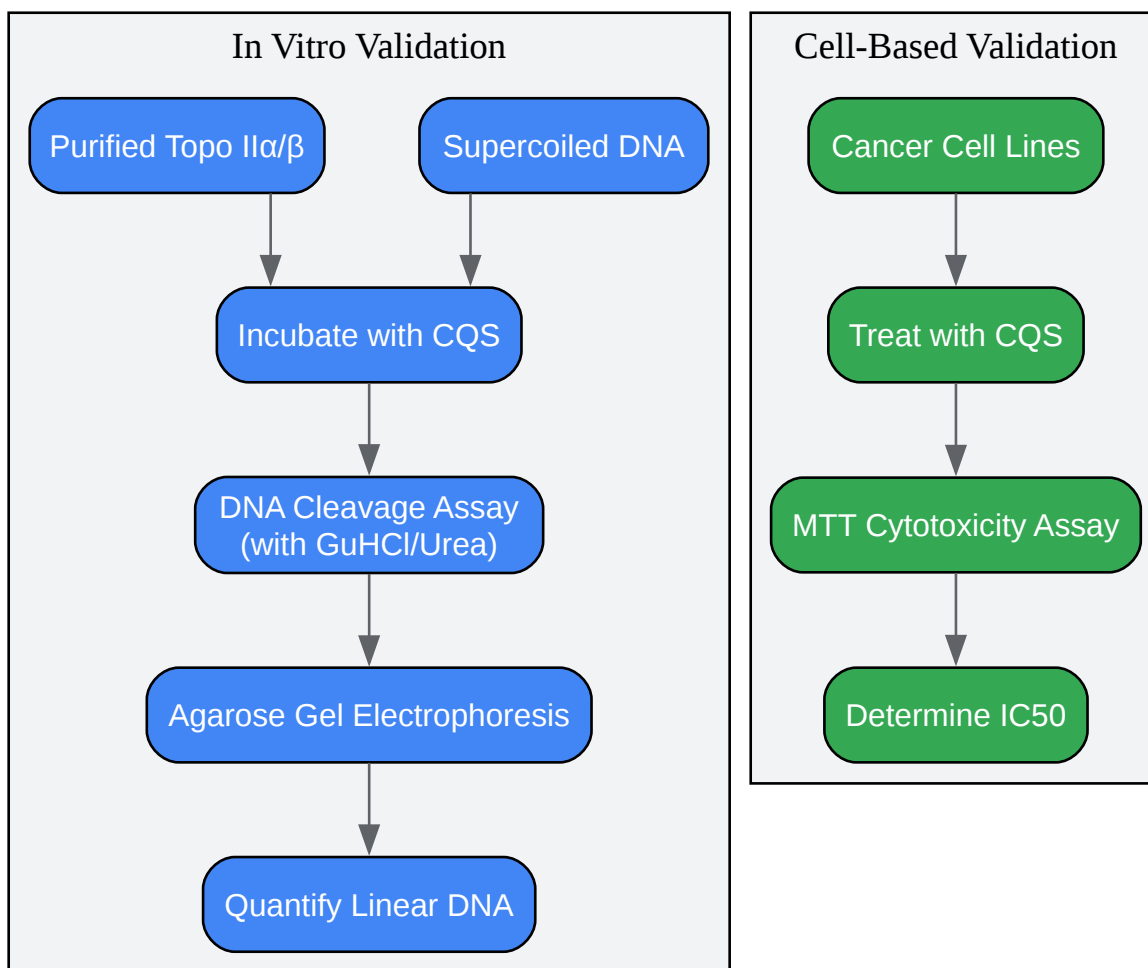 In Vitro Validation
Purified Topo IIα/β
Supercoiled DNA
Incubate with CQS
DNA Cleavage Assay
(with GuHCl/Urea)
Agarose Gel Electrophoresis
Quantify Linear DNA
Cell-Based Validation
Cancer Cell Lines
Treat with CQS
MTT Cytotoxicity Assay
Determine IC50